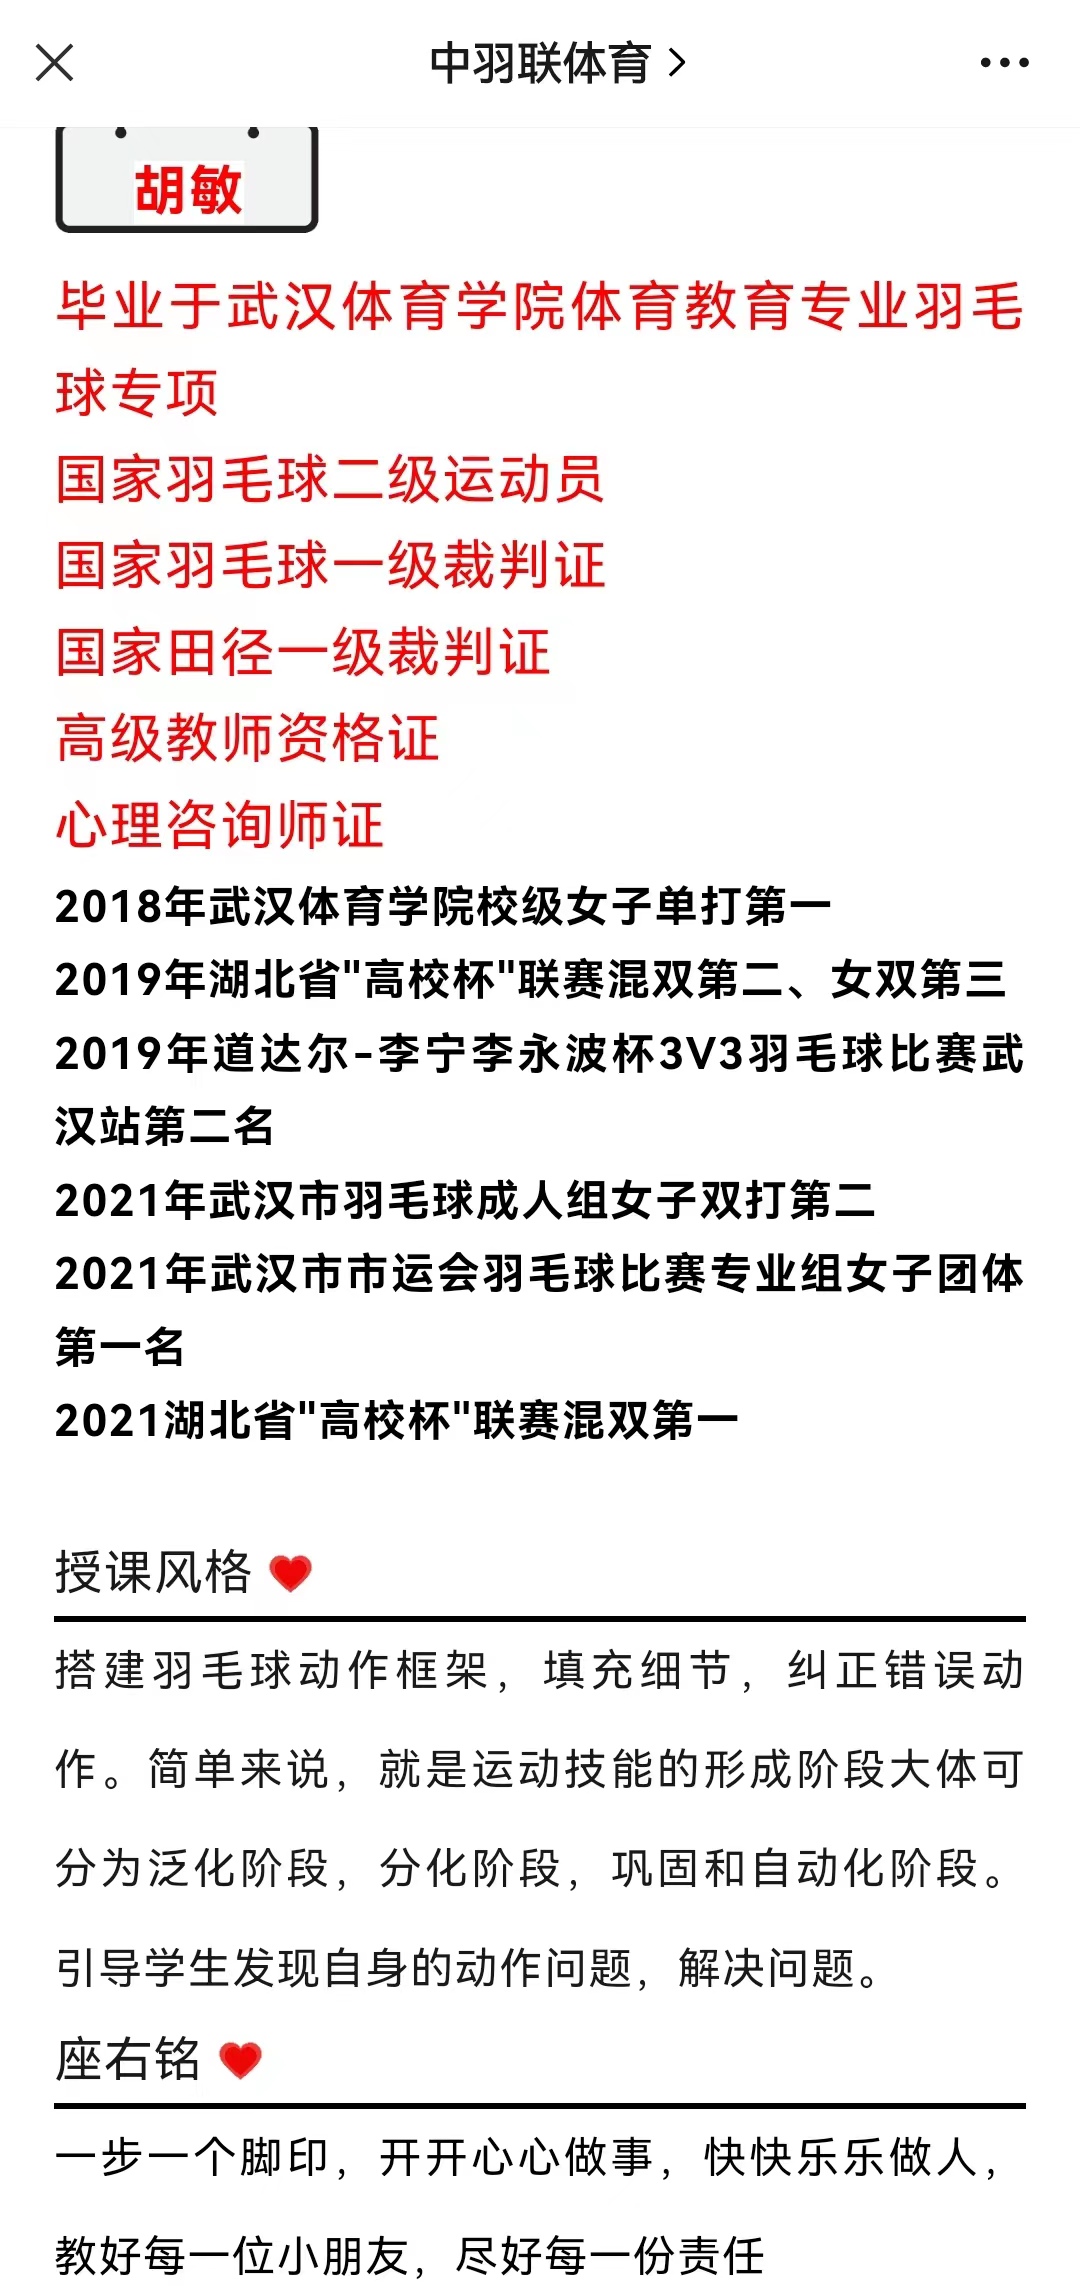 中羽联体育
胡敏
毕业于武汉体育学院体育教育专业羽毛
球专项
国家羽毛球二级运动员
国家羽毛球一级裁判证
国家田径一级裁判证
高级教师资格证
心理咨询师证
2018年武汉体育学院校级女子单打第一
2019年湖北省"高校杯"联赛混双第二、女双第三
2019年道达尔-李宁李永波杯3V3羽毛球比赛武
汉站第二名
2021年武汉市羽毛球成人组女子双打第二
2021年武汉市市运会羽毛球比赛专业组女子团体
第一名
2021湖北省"高校杯"联赛混双第一
授课风格
搭建羽毛球动作框架，填充细节，纠正错误动
作。简单来说，就是运动技能的形成阶段大体可
分为泛化阶段，分化阶段，巩固和自动化阶段。
引导学生发现自身的动作问题，解决问题。
座右铭
一步一个脚印，开开心心做事，快快乐乐做人，
教好每一位小朋友，尽好每一份责任